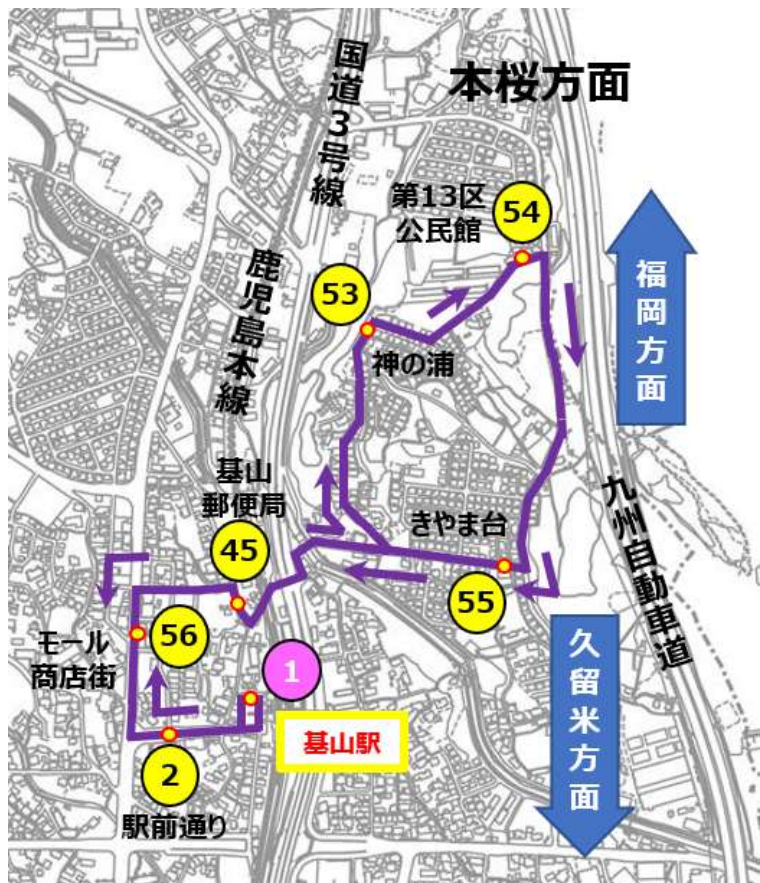 本桜方面
国道3号線
第13区
公民館
54
福岡方面
53
鹿児島本線
神の浦
基山
郵便局
きやま台
九州自動車道
45
55
56
モール
商店街
久留米方面
1
基山駅
2
駅前通り